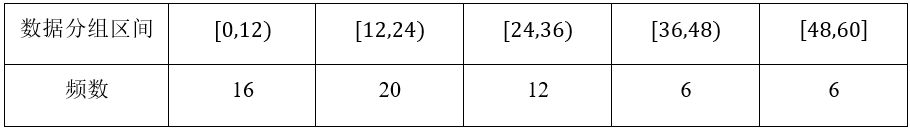 数据分组区间 [0,12) [12,24) [24,36) [36,48) [48,60]
频数 16 20 12 6 6